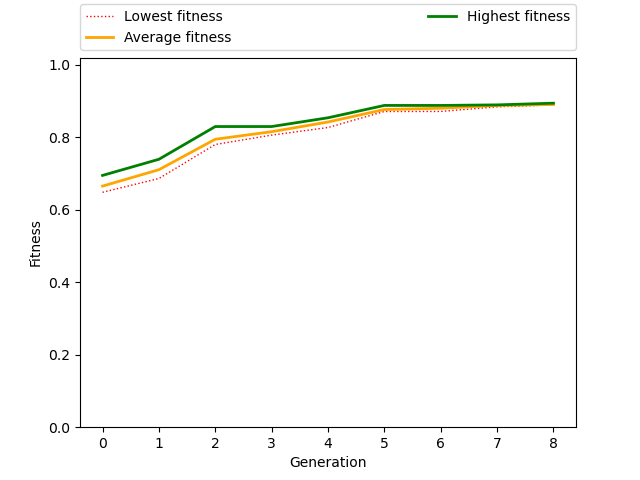 Lowest fitness
Average fitness
Highest fitness
1.0
0.8
0.6
0.4
0.2
0.0
Fitness
0 1 2 3 4 5 6 7 8
Generation